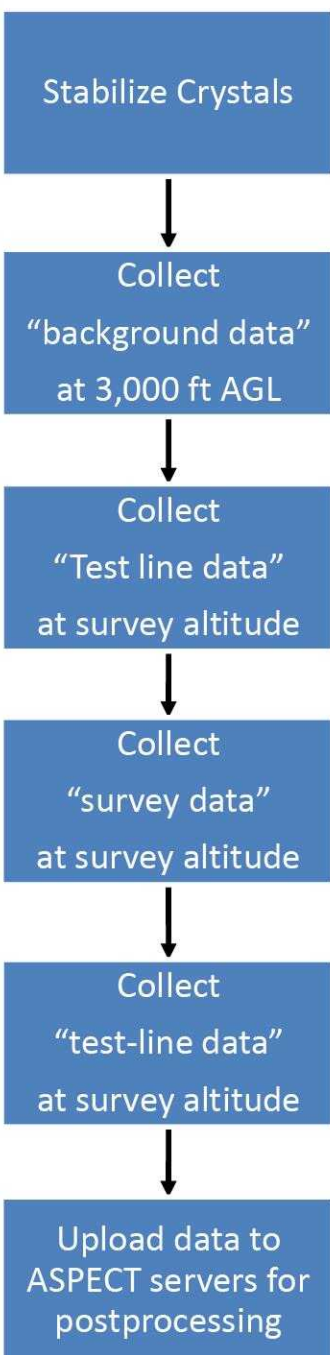 Stabilize Crystals
Collect
“background data”
at 3,000 ft AGL
Collect
“Test line data”
at survey altitude
Collect
“survey data”
at survey altitude
Collect
“test-line data”
at survey altitude
Upload data to
ASPECT servers for
postprocessing